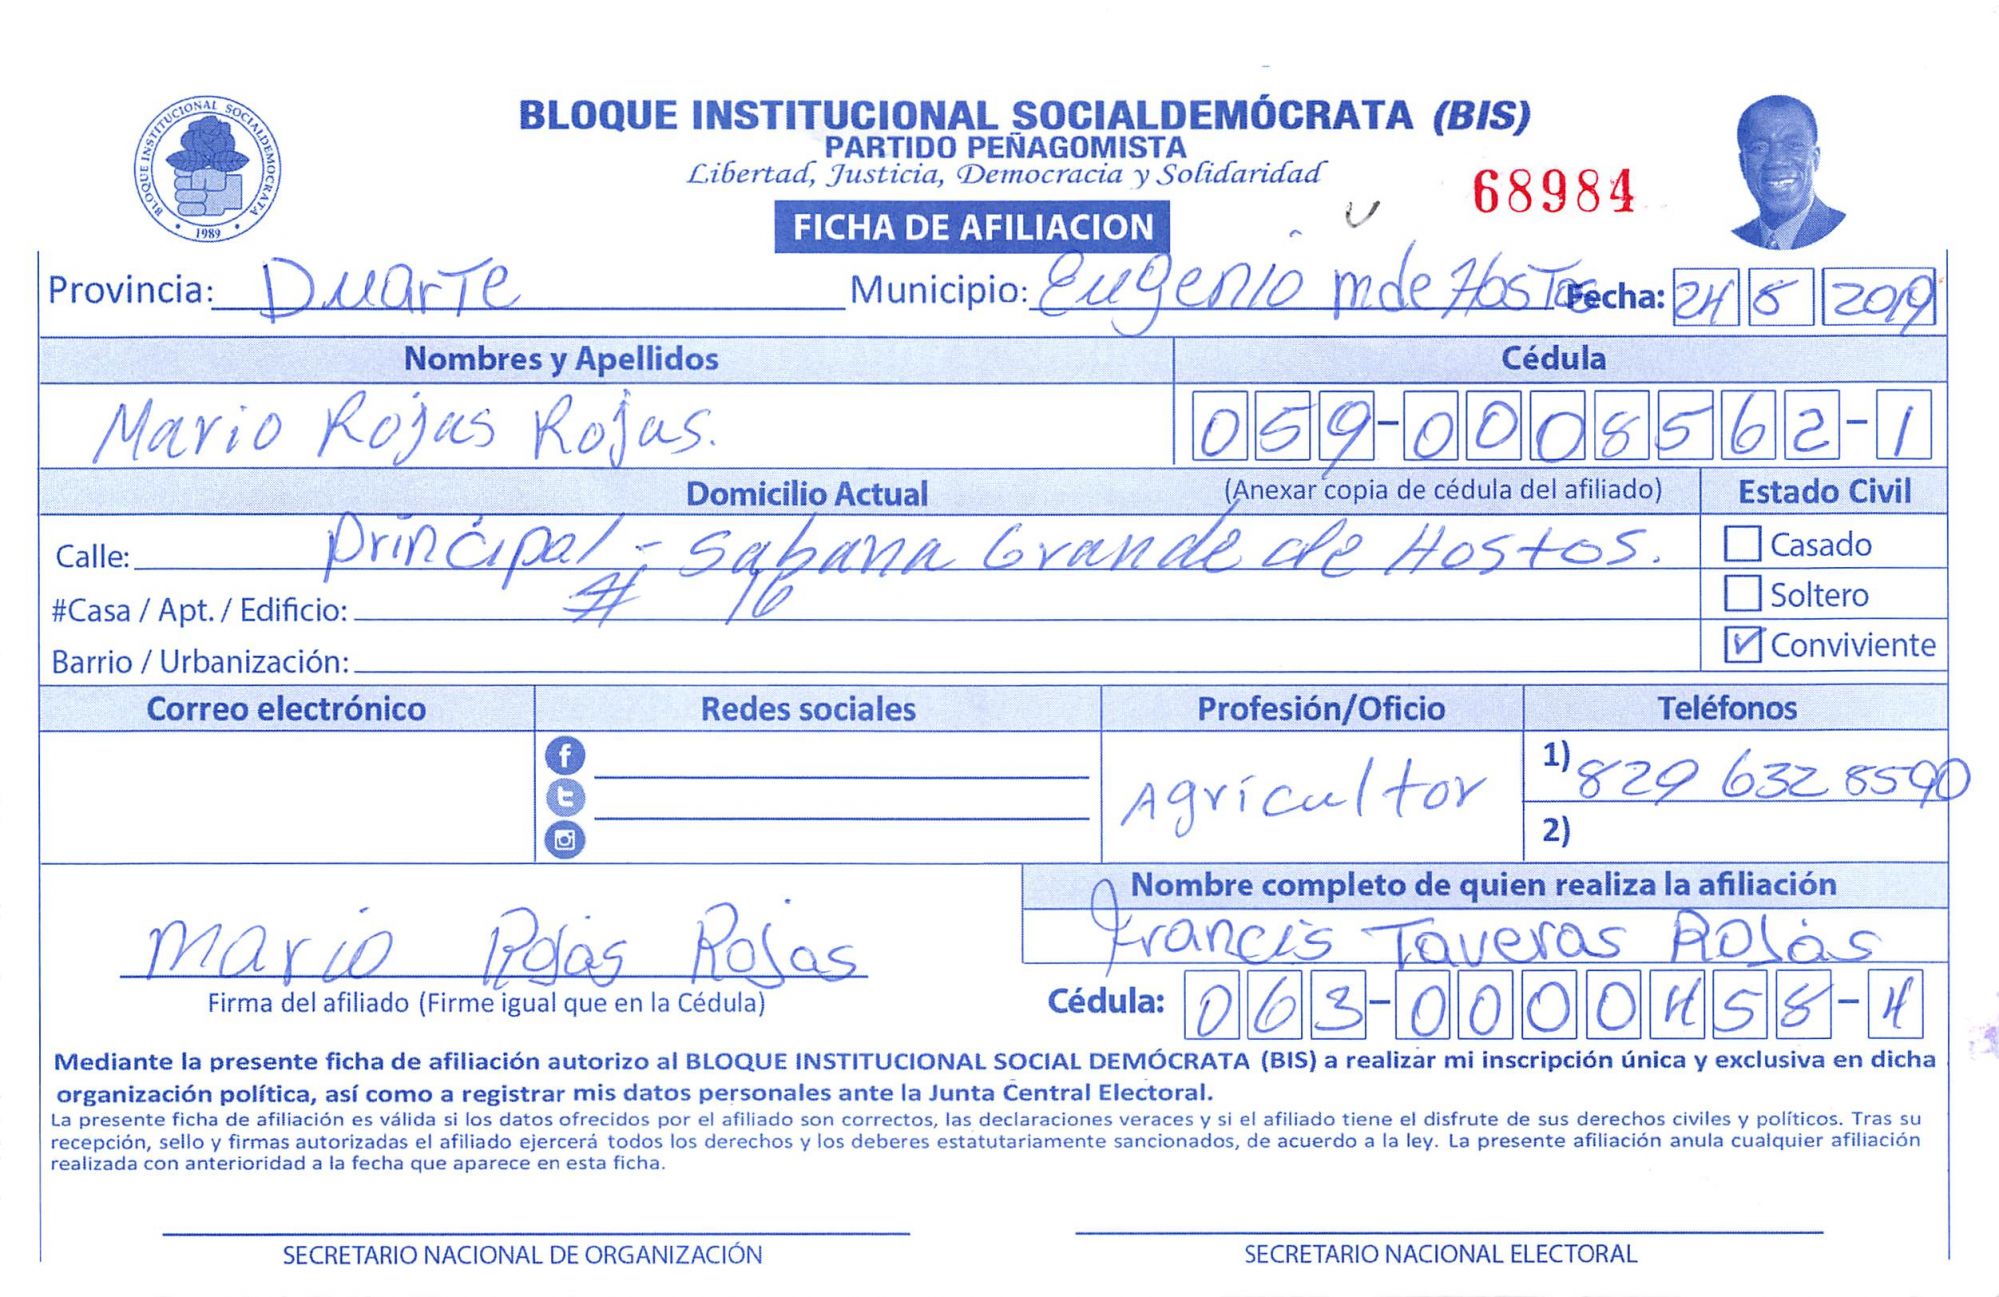 BLOQUE INSTITUCIONAL SOCIALDEMÓCRATA (BIS)
PARTIDO PEÑAGOMISTA
Libertad, Justicia, Democracia y Solidaridad
68984
BLOQUE INSTITUCIONAL SOCIALDEMOCRATA
1989
FICHA DE AFILIACION
Provincia: Duarte Municipio: Eugenio m de Hostos Fecha: 24 8 2019
Nombres y Apellidos Cédula
Mario Rojas Rojas. 059-0008562-1
Domicilio Actual (Anexar copia de cédula del afiliado) Estado Civil
Calle: Principal - Sabana Grande de Hostos. Casado
#Casa / Apt. / Edificio: # 16 Soltero
Barrio / Urbanización: Conviviente
Correo electrónico Redes sociales Profesión/Oficio Teléfonos
Agricultor 1) 829 632 8590
2)
Nombre completo de quien realiza la afiliación
Mario Rojas Rojas Francis Taveras Rojas
Firma del afiliado (Firme igual que en la Cédula) Cédula: 063-0000458-4
Mediante la presente ficha de afiliación autorizo al BLOQUE INSTITUCIONAL SOCIAL DEMÓCRATA (BIS) a realizar mi inscripción única y exclusiva en dicha
organización política, así como a registrar mis datos personales ante la Junta Central Electoral.
La presente ficha de afiliación es válida si los datos ofrecidos por el afiliado son correctos, las declaraciones veraces y si el afiliado tiene el disfrute de sus derechos civiles y políticos. Tras su
recepción, sello y firmas autorizadas el afiliado ejercerá todos los derechos y los deberes estatutariamente sancionados, de acuerdo a la ley. La presente afiliación anula cualquier afiliación
realizada con anterioridad a la fecha que aparece en esta ficha.
SECRETARIO NACIONAL DE ORGANIZACIÓN SECRETARIO NACIONAL ELECTORAL